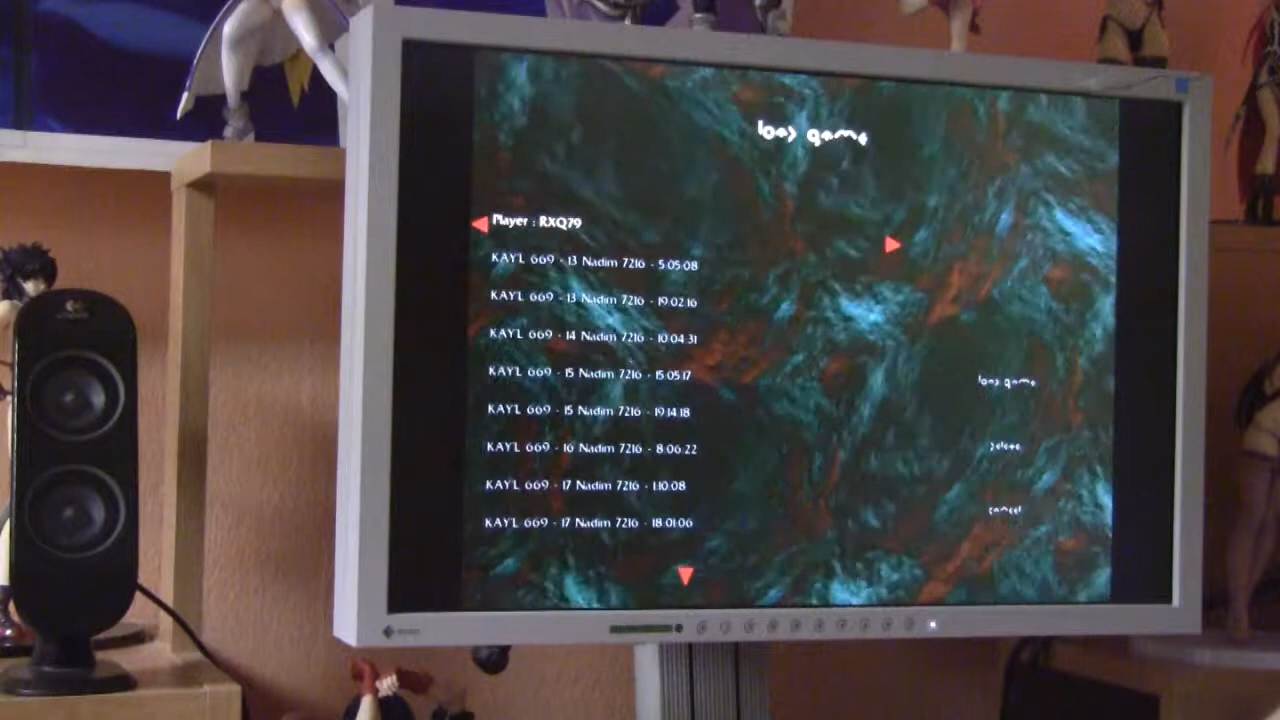 load game
Player : RXQ79
KAYL 669 - 13 Nadim 7216 - 5:05:08
KAYL 669 - 13 Nadim 7216 - 19:02:16
KAYL 669 - 14 Nadim 7216 - 10:04:31
KAYL 669 - 15 Nadim 7216 - 15:05:17
KAYL 669 - 15 Nadim 7216 - 19:14:18
KAYL 669 - 16 Nadim 7216 - 8:06:22
KAYL 669 - 17 Nadim 7216 - 1:10:08
KAYL 669 - 17 Nadim 7216 - 18:01:06
load game
delete
cancel